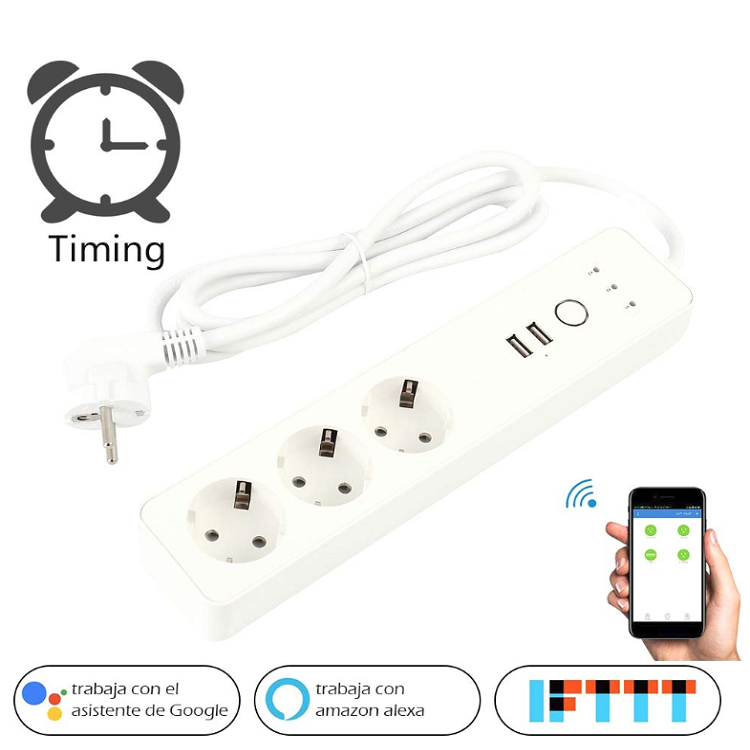 Timing
trabaja con el
asistente de Google
trabaja con
amazon alexa
IFTTT